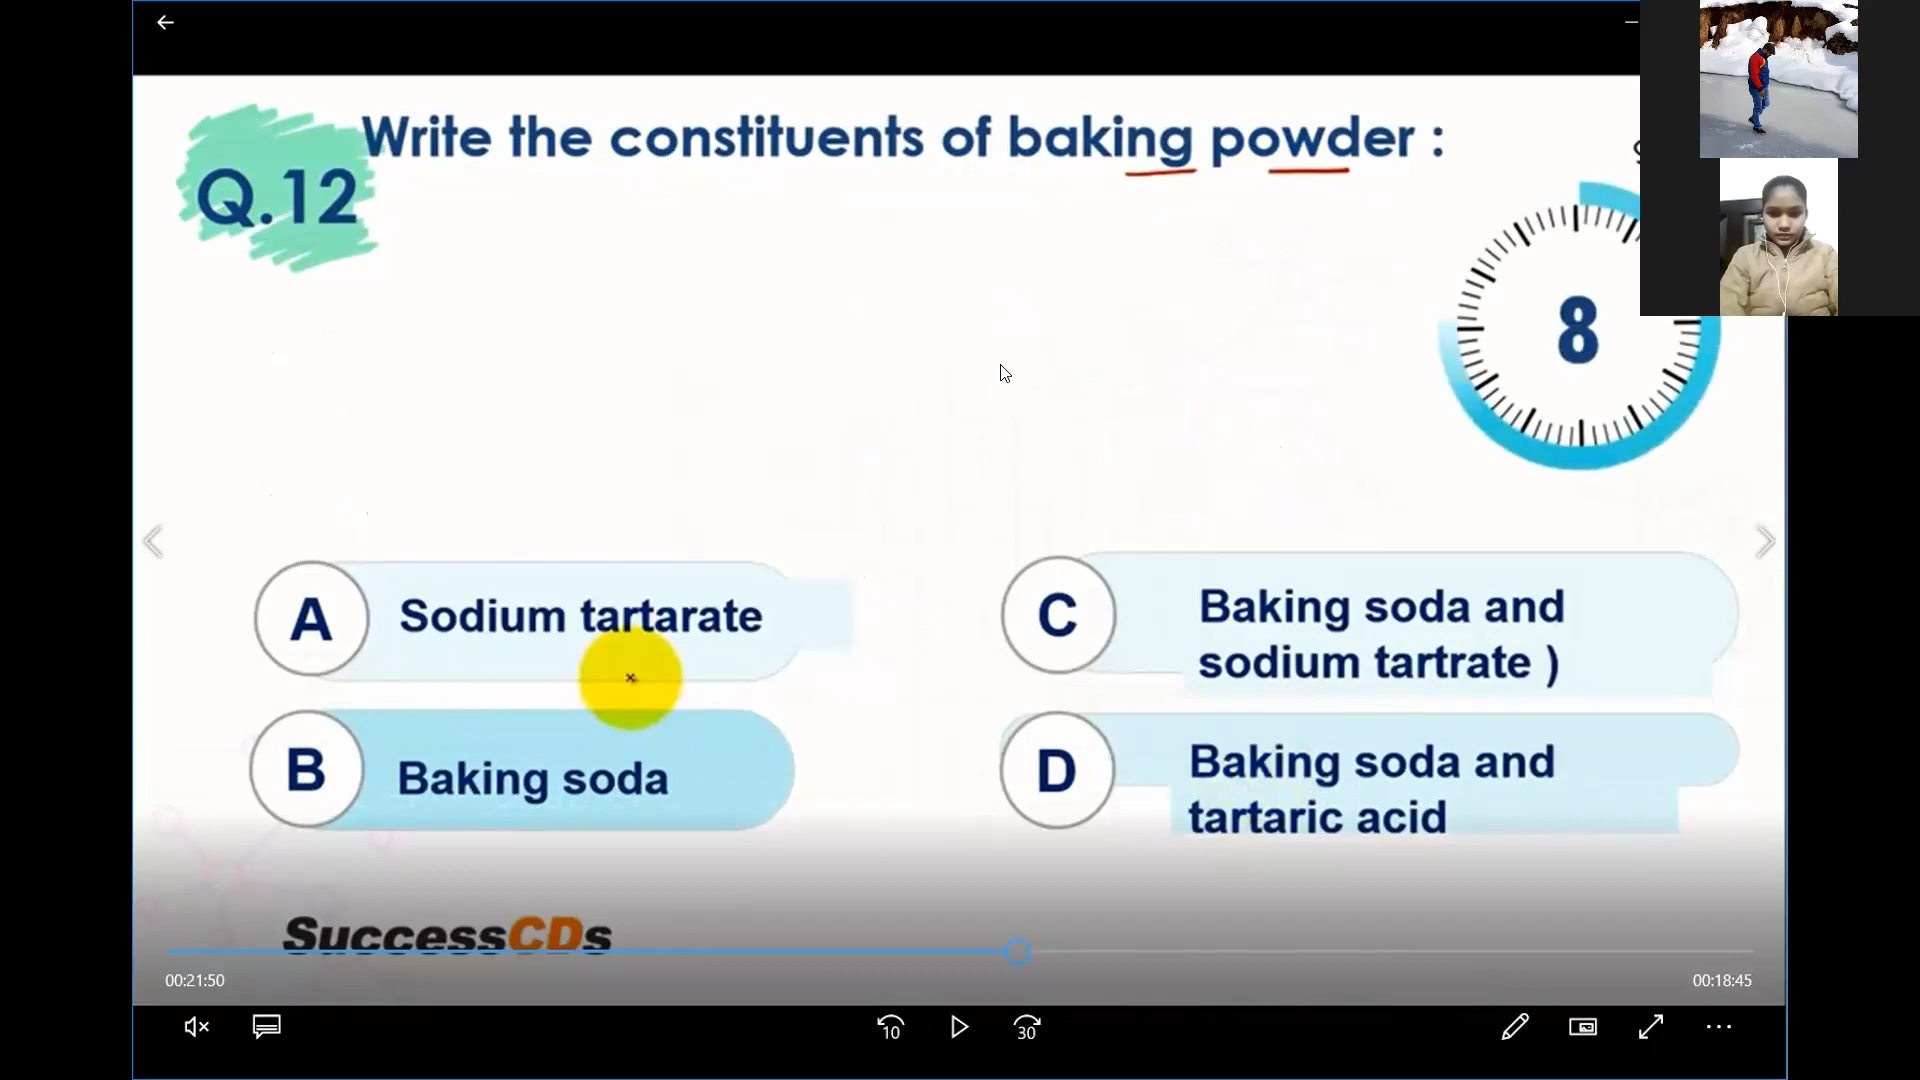 Write the constituents of baking powder :
Q.12
8
A
Sodium tartarate
C
Baking soda and
sodium tartrate )
B
Baking soda
D
Baking soda and
tartaric acid
SuccessCDs
00:21:50
00:18:45
10
30